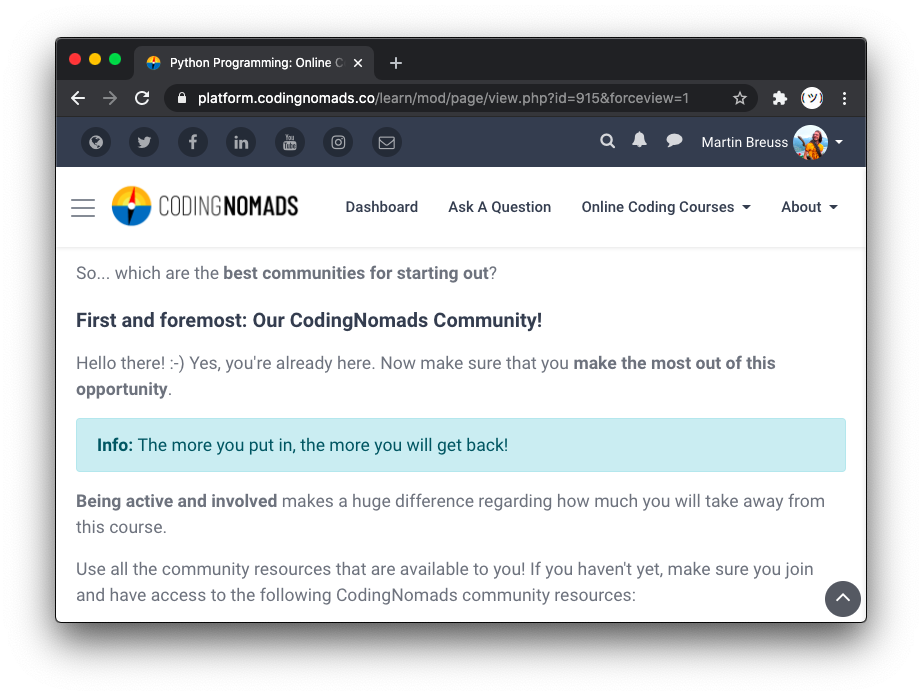 Python Programming: Online C
platform.codingnomads.co/learn/mod/page/view.php?id=915&forceview=1
in
You Tube
Martin Breuss
CODINGNOMADS
Dashboard
Ask A Question
Online Coding Courses
About
So... which are the best communities for starting out?
First and foremost: Our CodingNomads Community!
Hello there! :-) Yes, you're already here. Now make sure that you make the most out of this
opportunity.
Info: The more you put in, the more you will get back!
Being active and involved makes a huge difference regarding how much you will take away from
this course.
Use all the community resources that are available to you! If you haven't yet, make sure you join
and have access to the following CodingNomads community resources: